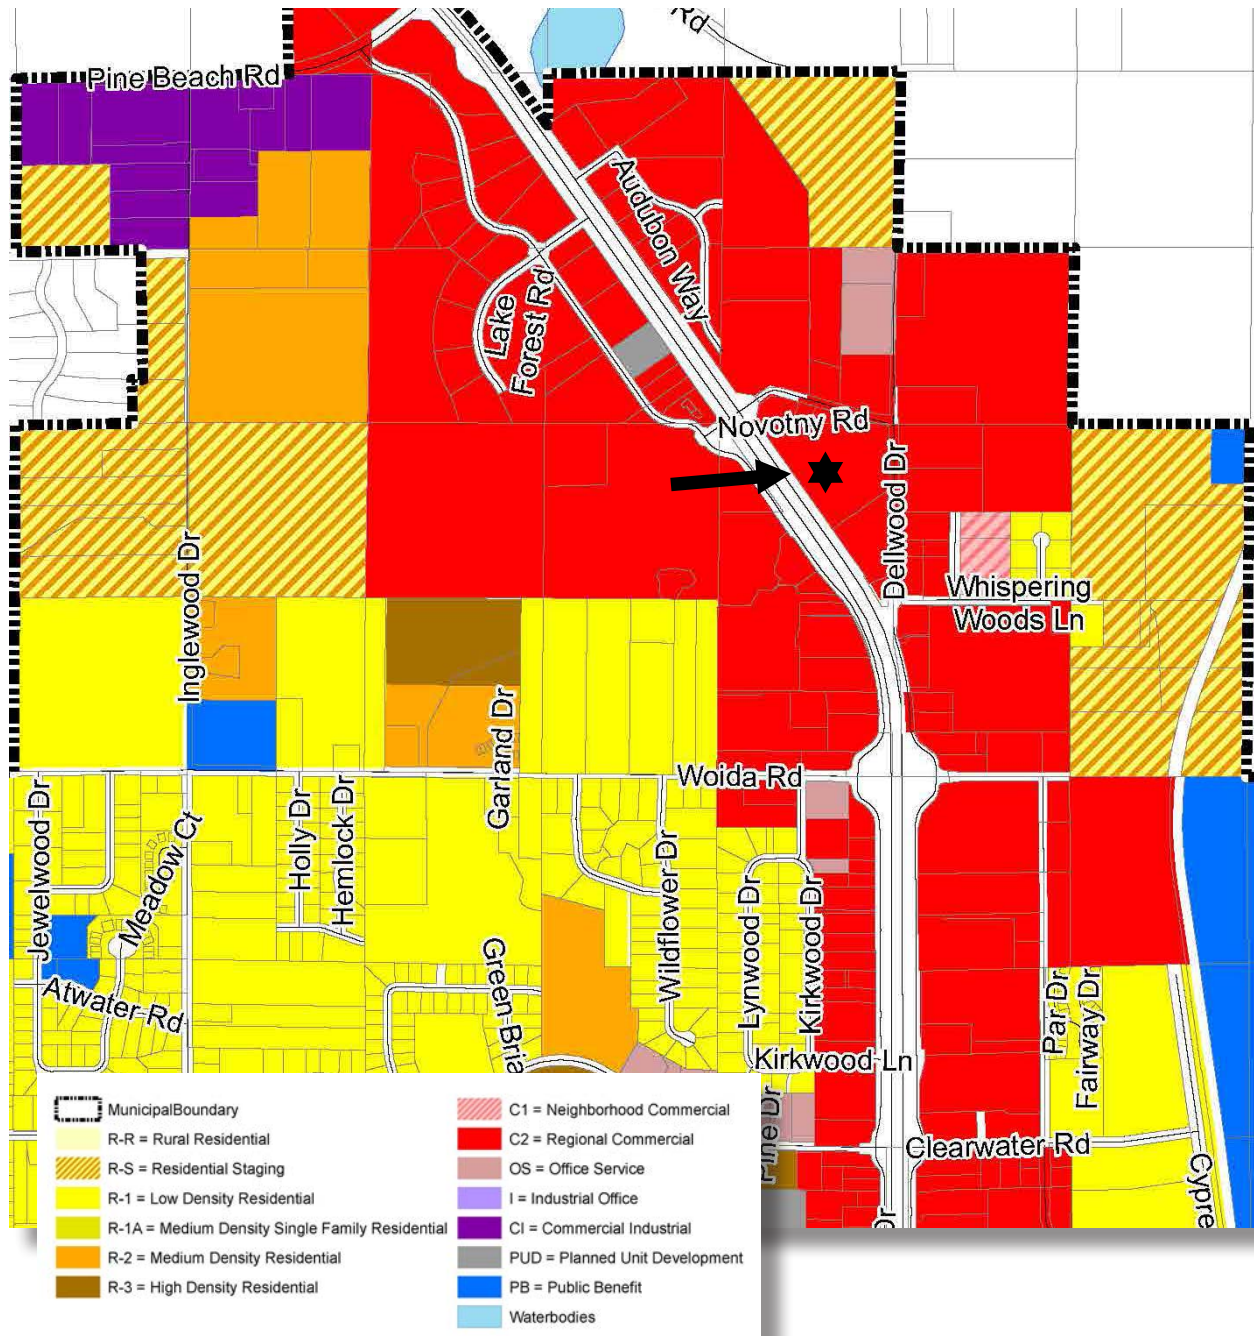 Rd
Pine Beach Rd
Audubon Way
Lake
Forest Rd
Novotny Rd
Dellwood Dr
Inglewood Dr
Whispering
Woods Ln
Garland Dr
Woida Rd
Jewelwood Dr
Meadow Ct
Holly Dr
Hemlock Dr
Wildflower Dr
Lynwood Dr
Kirkwood Dr
Green Bria
Atwater Rd
Par Dr
Fairway Dr
Kirkwood Ln
Pine Dr
Clearwater Rd
Cypre
Dr
MunicipalBoundary
R-R = Rural Residential
R-S = Residential Staging
R-1 = Low Density Residential
R-1A = Medium Density Single Family Residential
R-2 = Medium Density Residential
R-3 = High Density Residential
C1 = Neighborhood Commercial
C2 = Regional Commercial
OS = Office Service
I = Industrial Office
CI = Commercial Industrial
PUD = Planned Unit Development
PB = Public Benefit
Waterbodies